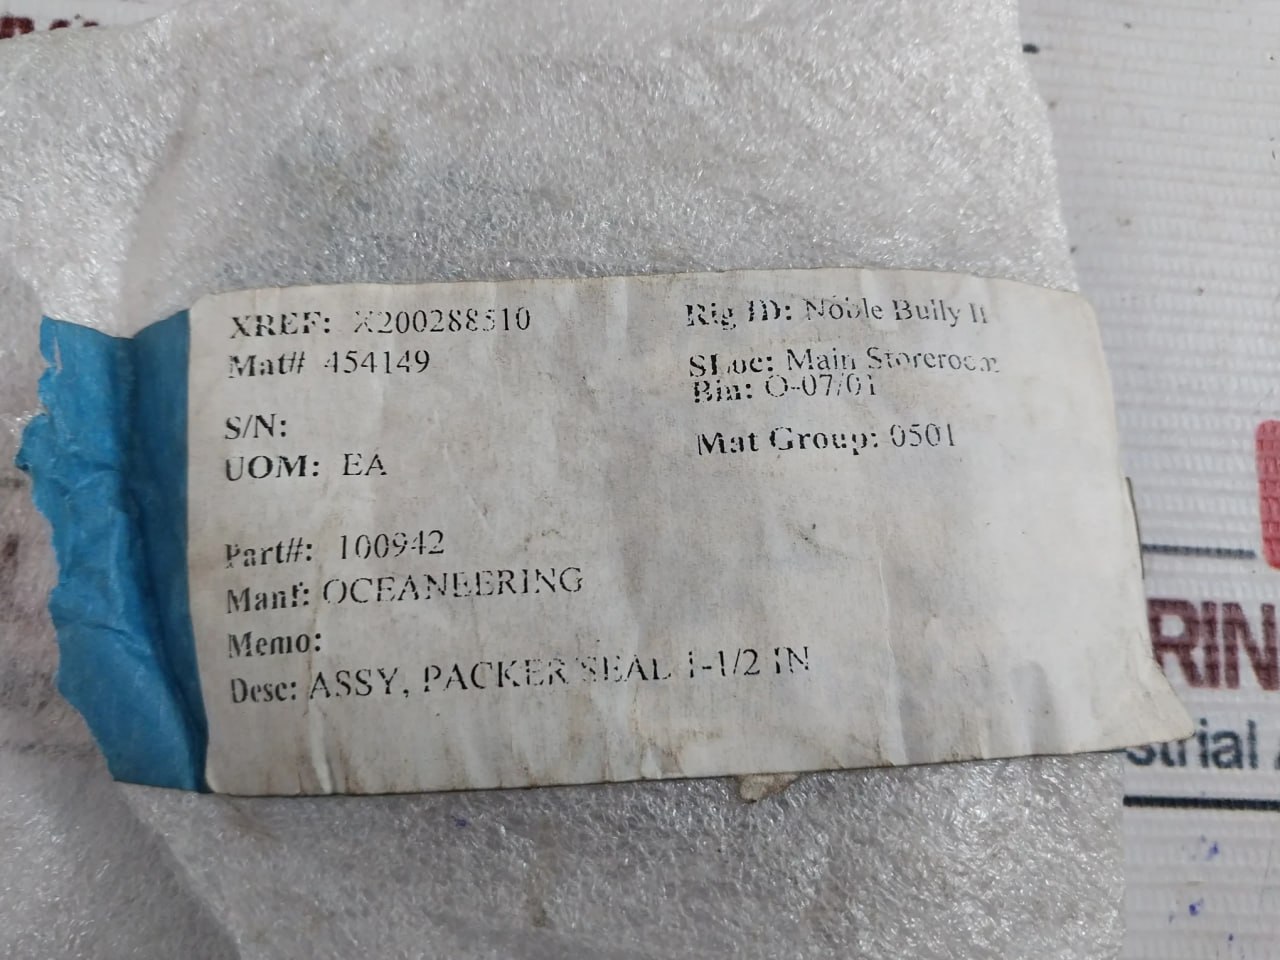 XREF: X200288510
Mat# 454149
S/N:
UOM: EA
Part#: 100942
Manf: OCEANEERING
Memo:
Desc: ASSY, PACKER SEAL 1-1/2 IN
Rig ID: Noble Bully II
SLoc: Main Storeroom
Bin: O-07/01
Mat Group: 0501
RIN
strial